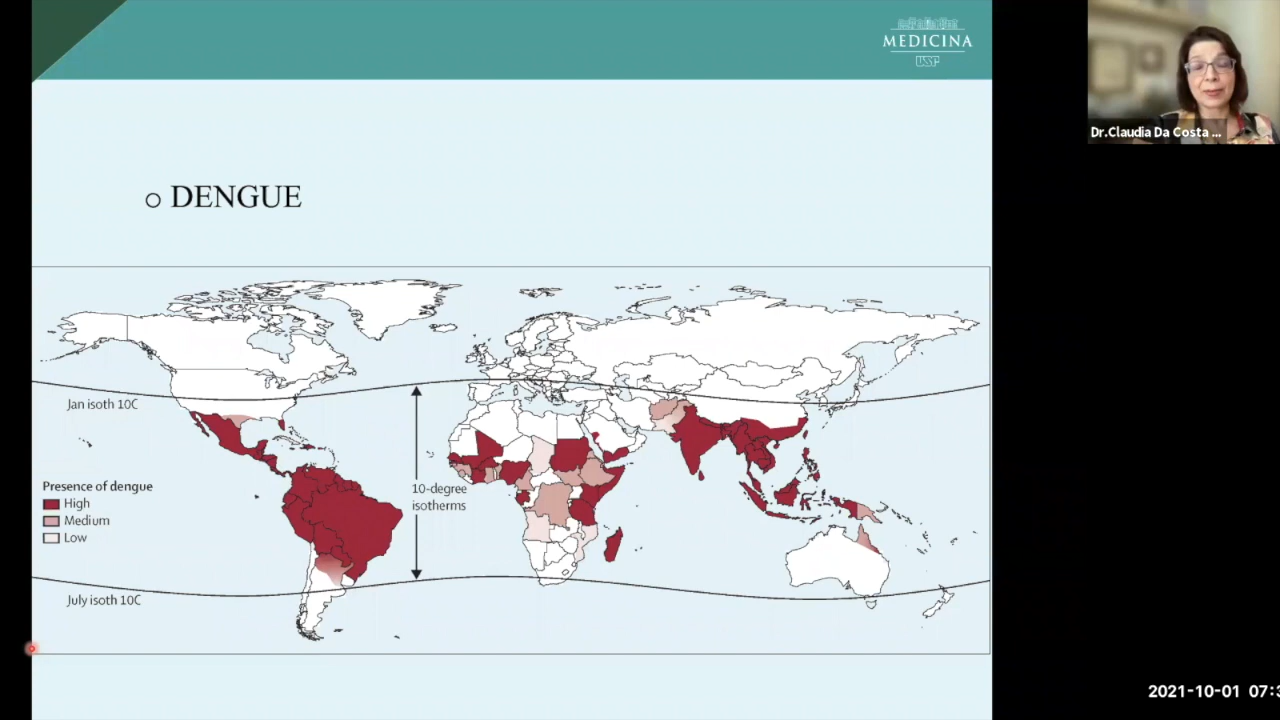 MEDICINA
USP
Dr.Claudia Da Costa ...
DENGUE
Jan isoth 10C
10-degree
isotherms
Presence of dengue
High
Medium
Low
July isoth 10C
2021-10-01 07:3